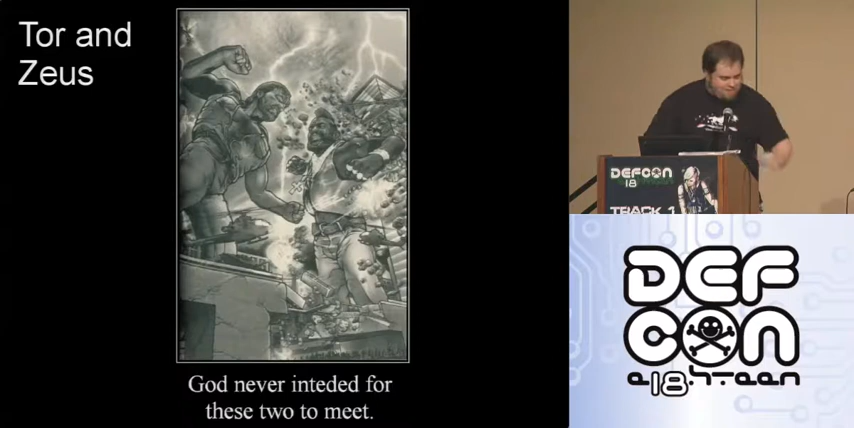 Tor and
Zeus
God never inteded for
these two to meet.
DEFCON
18
TRACK 1
DEF
CON
18